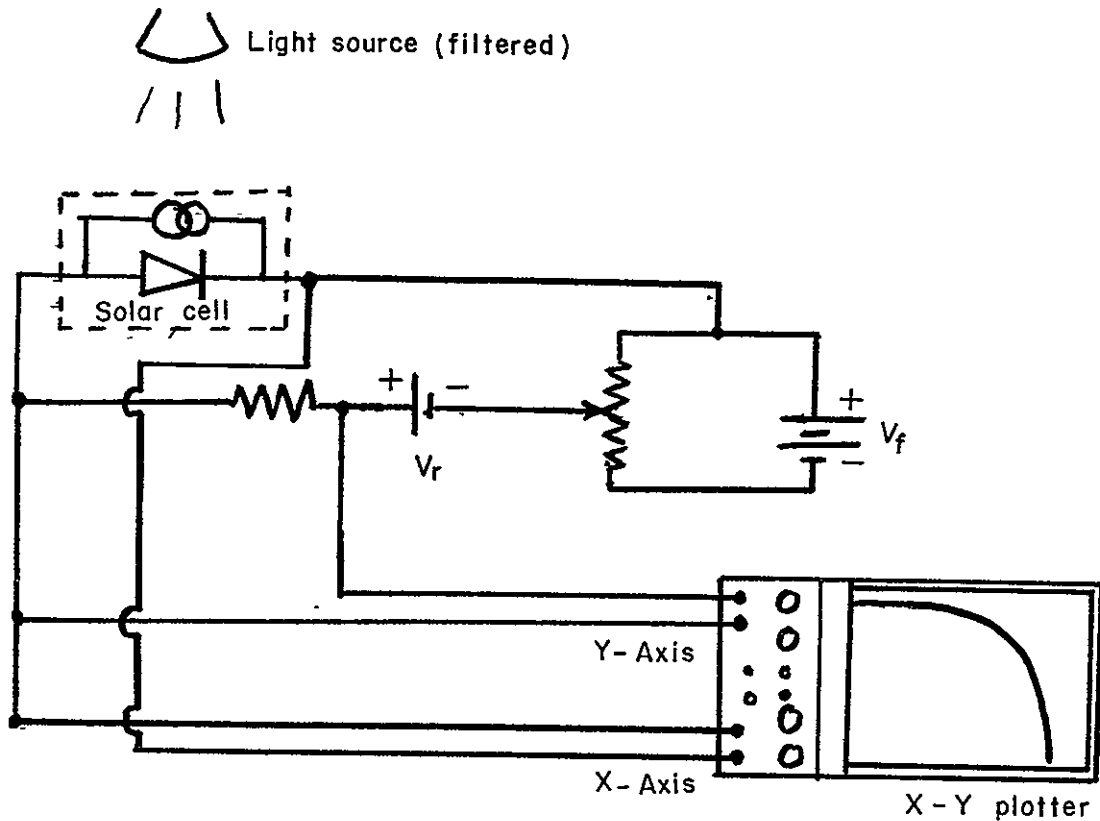 Light source (filtered)
Solar cell
+ −
Vr
+
Vf
−
Y-Axis
X-Axis
X-Y plotter